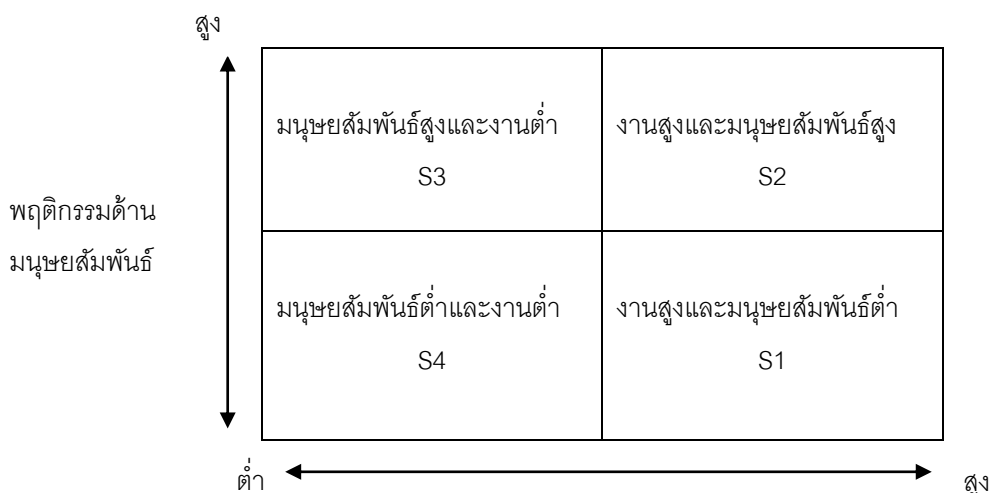 สูง
มนุษยสัมพันธ์สูงและงานต่ำ
S3
งานสูงและมนุษยสัมพันธ์สูง
S2
พฤติกรรมด้าน
มนุษยสัมพันธ์
มนุษยสัมพันธ์ต่ำและงานต่ำ
S4
งานสูงและมนุษยสัมพันธ์ต่ำ
S1
ต่ำ
สูง